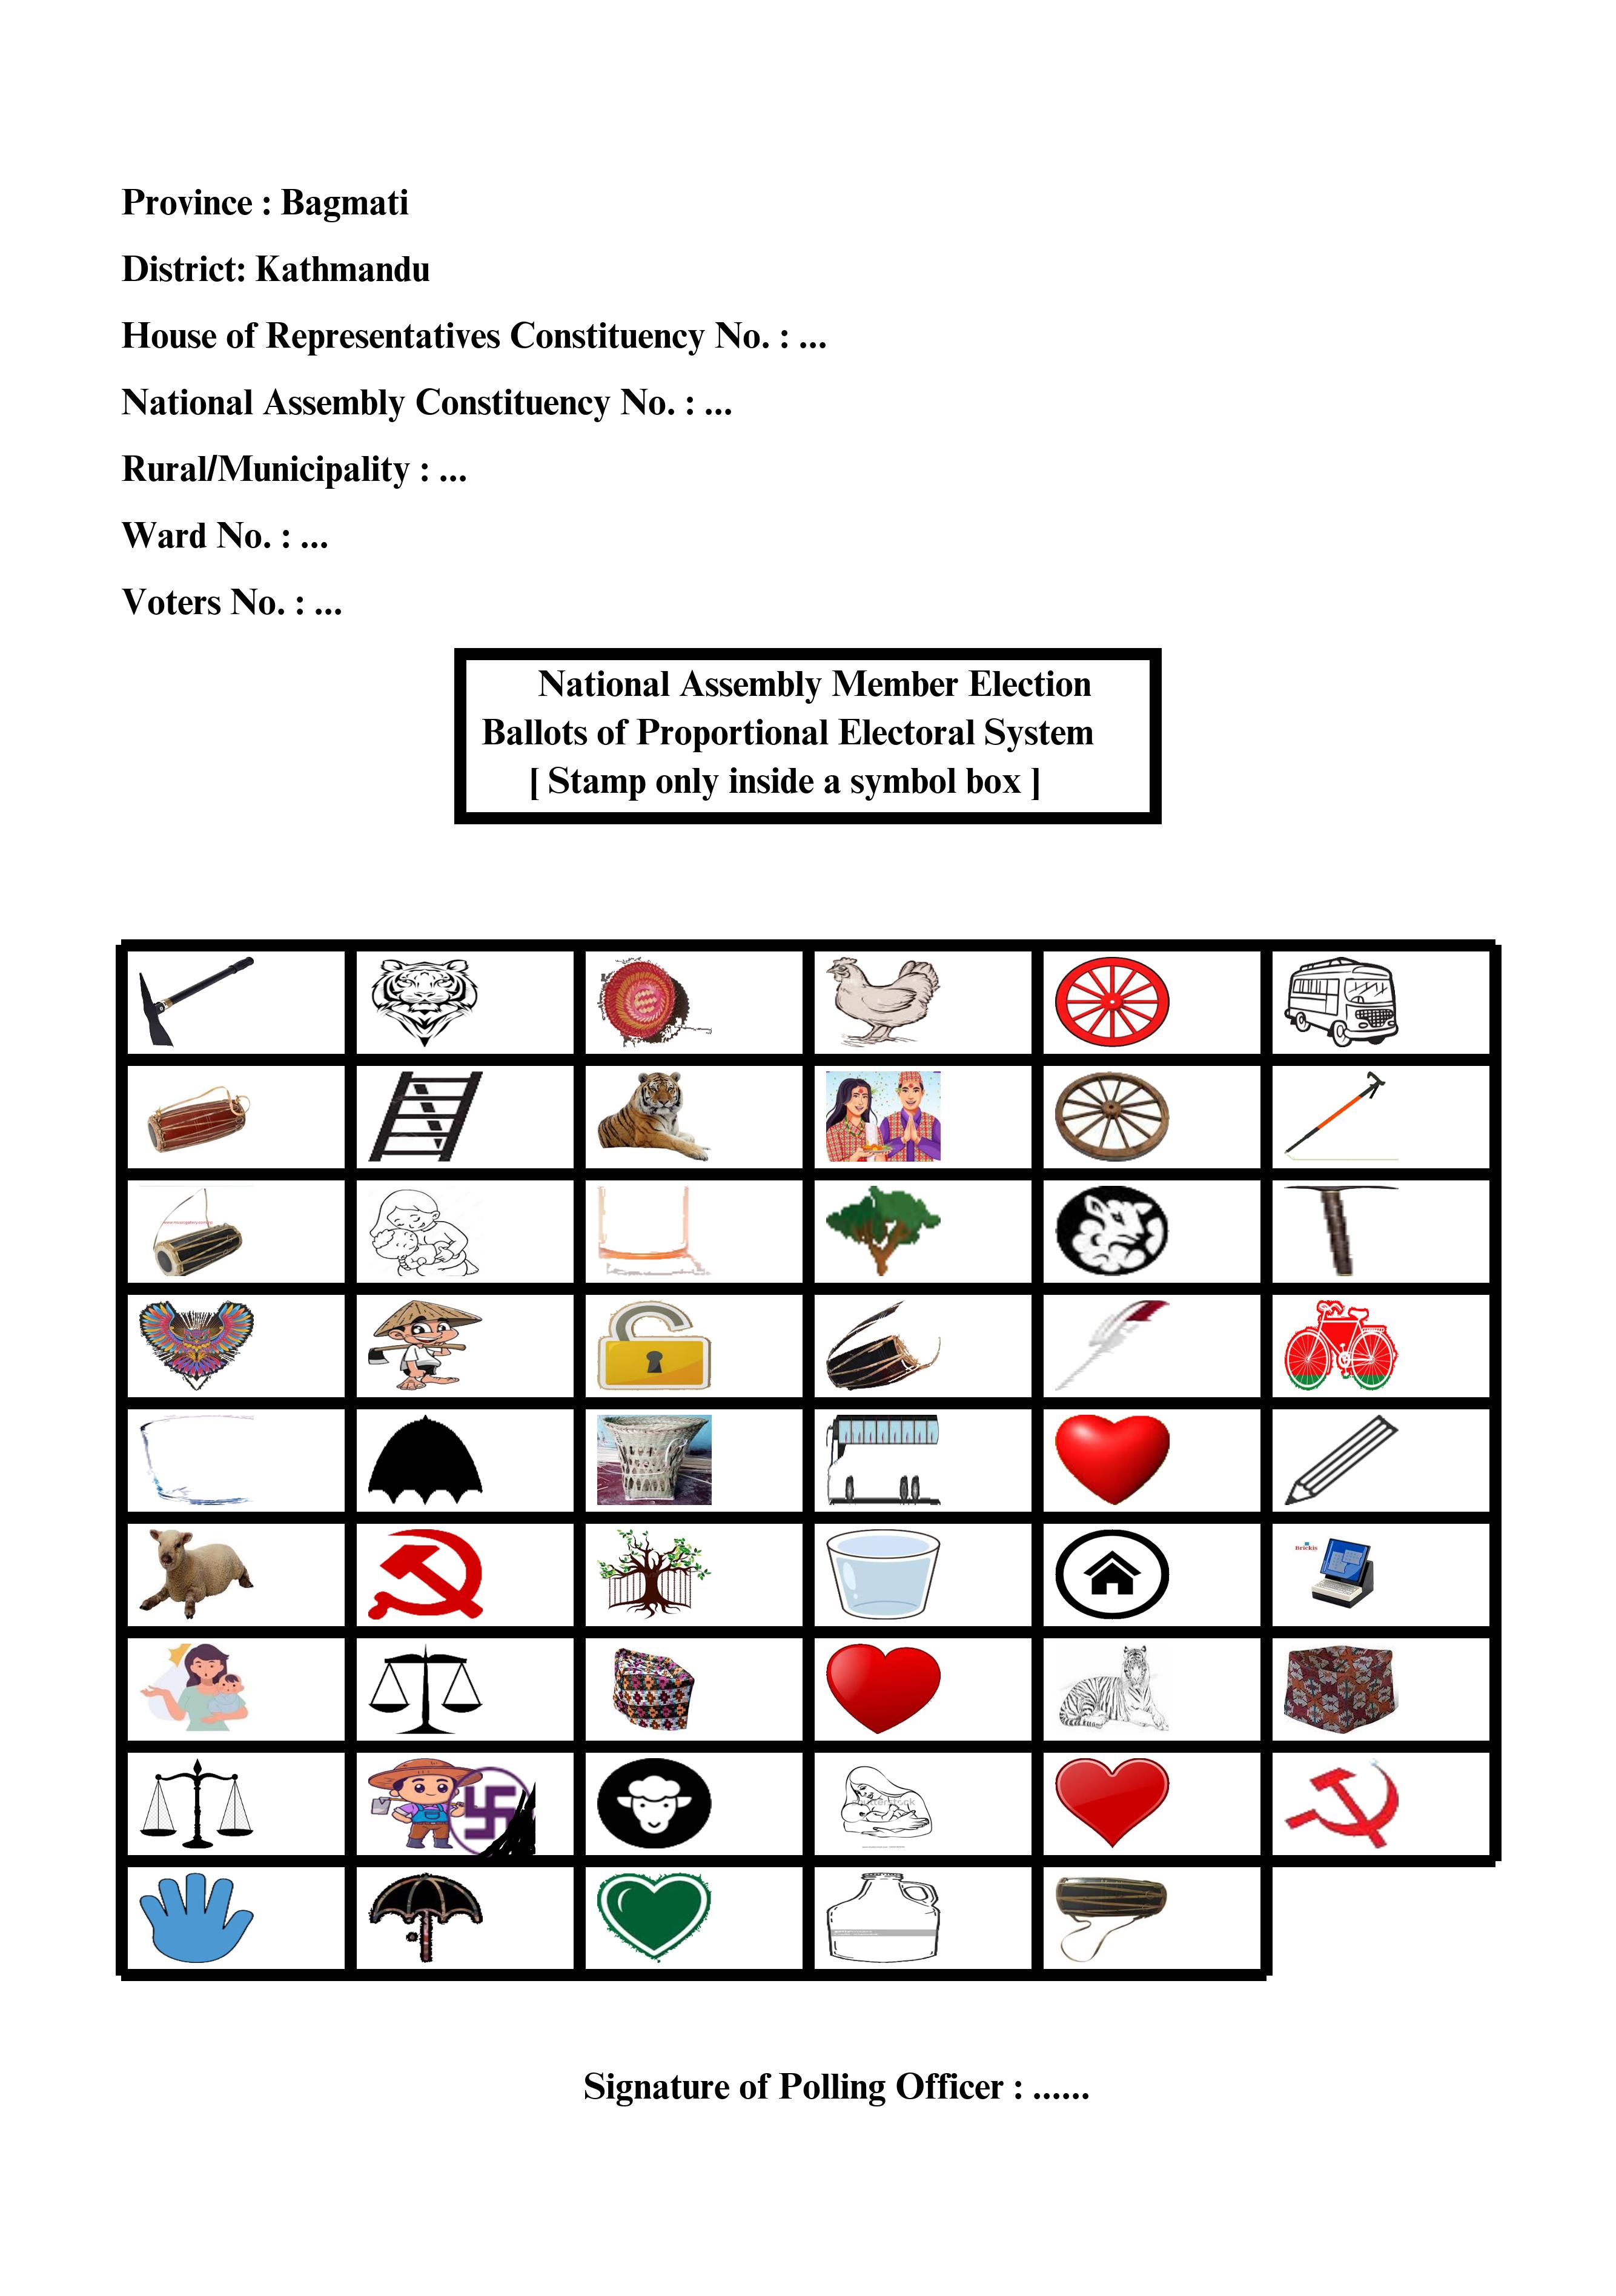 Province : Bagmati
District: Kathmandu
House of Representatives Constituency No. : ...
National Assembly Constituency No. : ...
Rural/Municipality : ...
Ward No. : ...
Voters No. : ...
National Assembly Member Election
Ballots of Proportional Electoral System
[ Stamp only inside a symbol box ]
Brickis
Signature of Polling Officer : ......